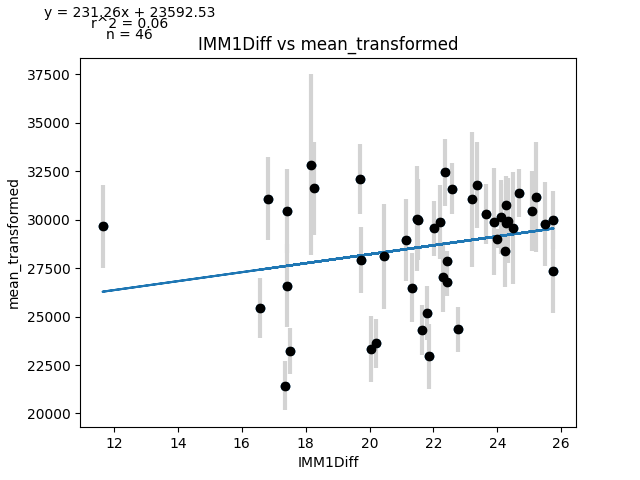 y = 231.26x + 23592.53
r^2 = 0.06
n = 46
IMM1Diff vs mean_transformed
37500
35000
32500
30000
27500
25000
22500
20000
mean_transformed
12 14 16 18 20 22 24 26
IMM1Diff